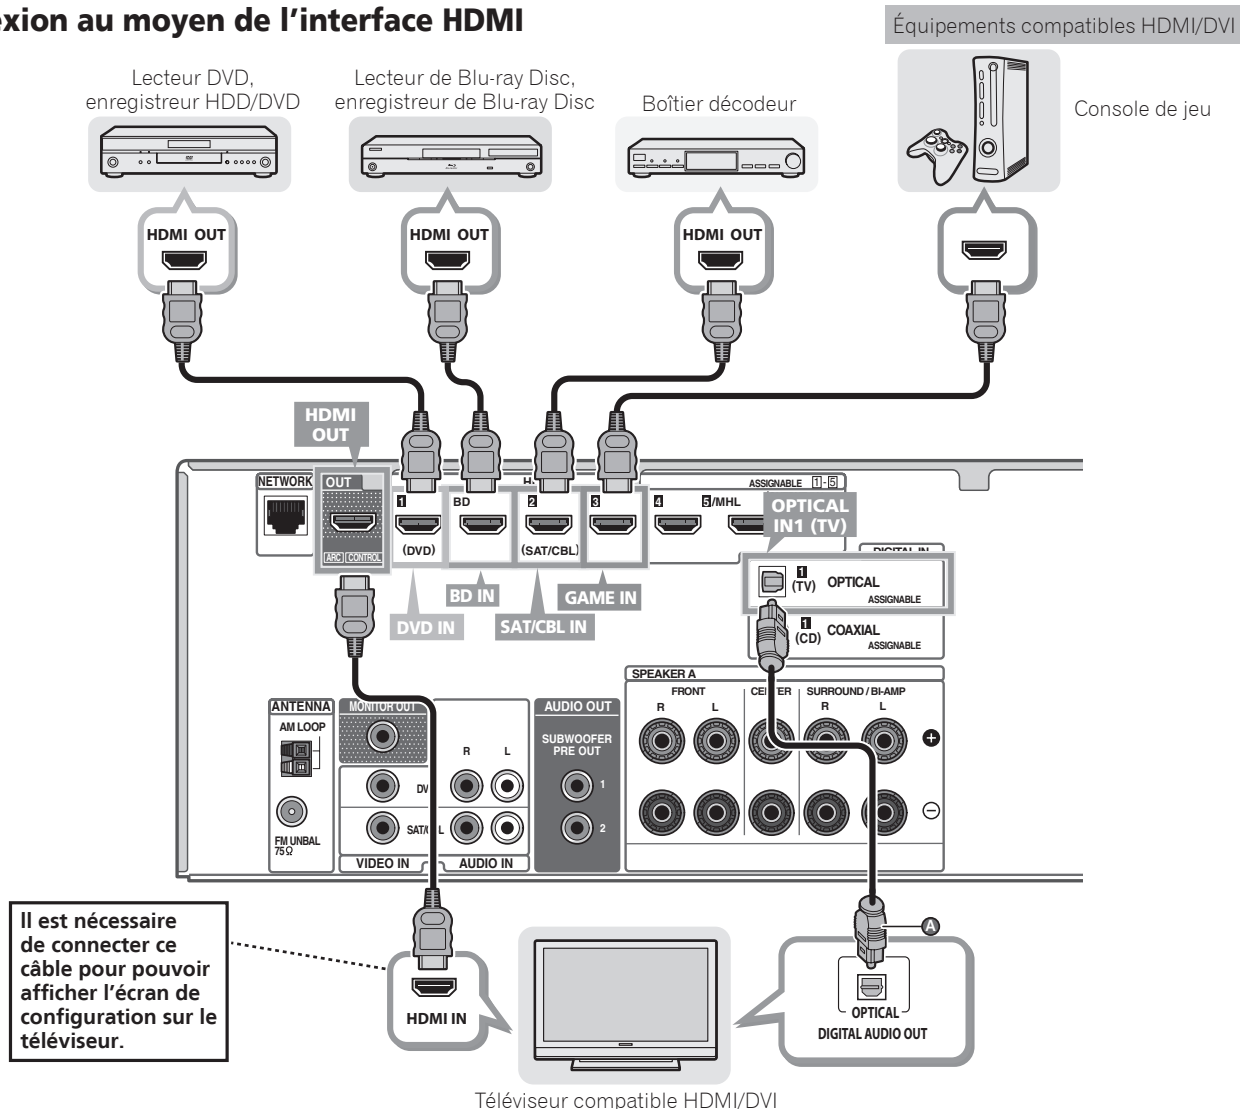 exion au moyen de l'interface HDMI
Équipements compatibles HDMI/DVI
Lecteur DVD,
enregistreur HDD/DVD
Lecteur de Blu-ray Disc,
enregistreur de Blu-ray Disc
Boîtier décodeur
Console de jeu
HDMI OUT
HDMI OUT
HDMI OUT
HDMI
OUT
NETWORK
OUT
ASSIGNABLE 1-5
1
BD
2
3
4
5/MHL
OPTICAL
IN1 (TV)
(DVD)
(SAT/CBL)
ARC CONTROL
DIGITAL IN
1
(TV)
OPTICAL
ASSIGNABLE
BD IN
GAME IN
DVD IN
SAT/CBL IN
1
(CD)
COAXIAL
ASSIGNABLE
SPEAKER A
FRONT
CENTER
SURROUND / BI-AMP
R
L
R
L
ANTENNA
MONITOR OUT
AUDIO OUT
AM LOOP
SUBWOOFER
PRE OUT
R
L
1
2
SAT/CBL
FM UNBAL
75Ω
VIDEO IN
AUDIO IN
Il est nécessaire
de connecter ce
câble pour pouvoir
afficher l'écran de
configuration sur le
téléviseur.
HDMI IN
A
OPTICAL
DIGITAL AUDIO OUT
Téléviseur compatible HDMI/DVI